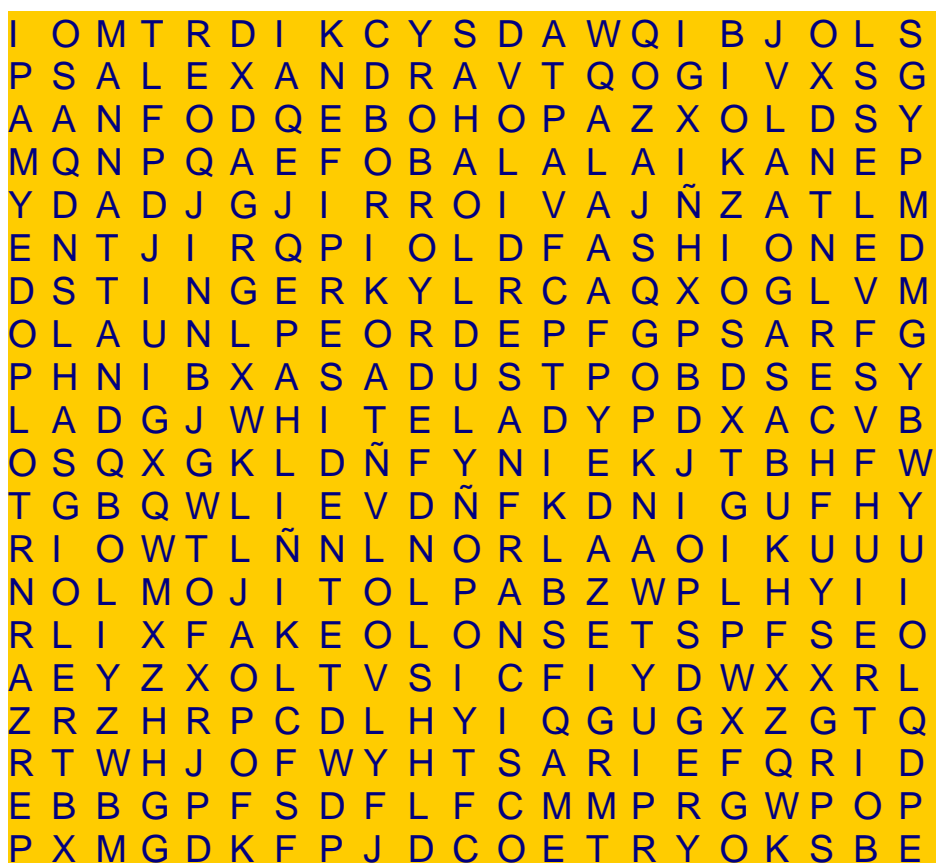 I O M T R D I K C Y S D A W Q I B J O L S
P S A L E X A N D R A V T Q O G I V X S G
A A N F O D Q E B O H O P A Z X O L D S Y
M Q N P Q A E F O B A L A L A I K A N E P
Y D A D J G J I R R O I V A J Ñ Z A T L M
E N T J I R Q P I O L D F A S H I O N E D
D S T I N G E R K Y L R C A Q X O G L V M
O L A U N L P E O R D E P F G P S A R F G
P H N I B X A S A D U S T P O B D S E S Y
L A D G J W H I T E L A D Y P D X A C V B
O S Q X G K L D Ñ F Y N I E K J T B H F W
T G B Q W L I E V D Ñ F K D N I G U F H Y
R I O W T L Ñ N L N O R L A A O I K U U U
N O L M O J I T O L P A B Z W P L H Y I I
R L I X F A K E O L O N S E T S P F S E O
A E Y Z X O L T V S I C F I Y D W X X R L
Z R Z H R P C D L H Y I Q G U G X Z G T Q
R T W H J O F W Y H T S A R I E F Q R I D
E B B G P F S D F L F C M M P R G W P O P
P X M G D K F P J D C O E T R Y O K S B E